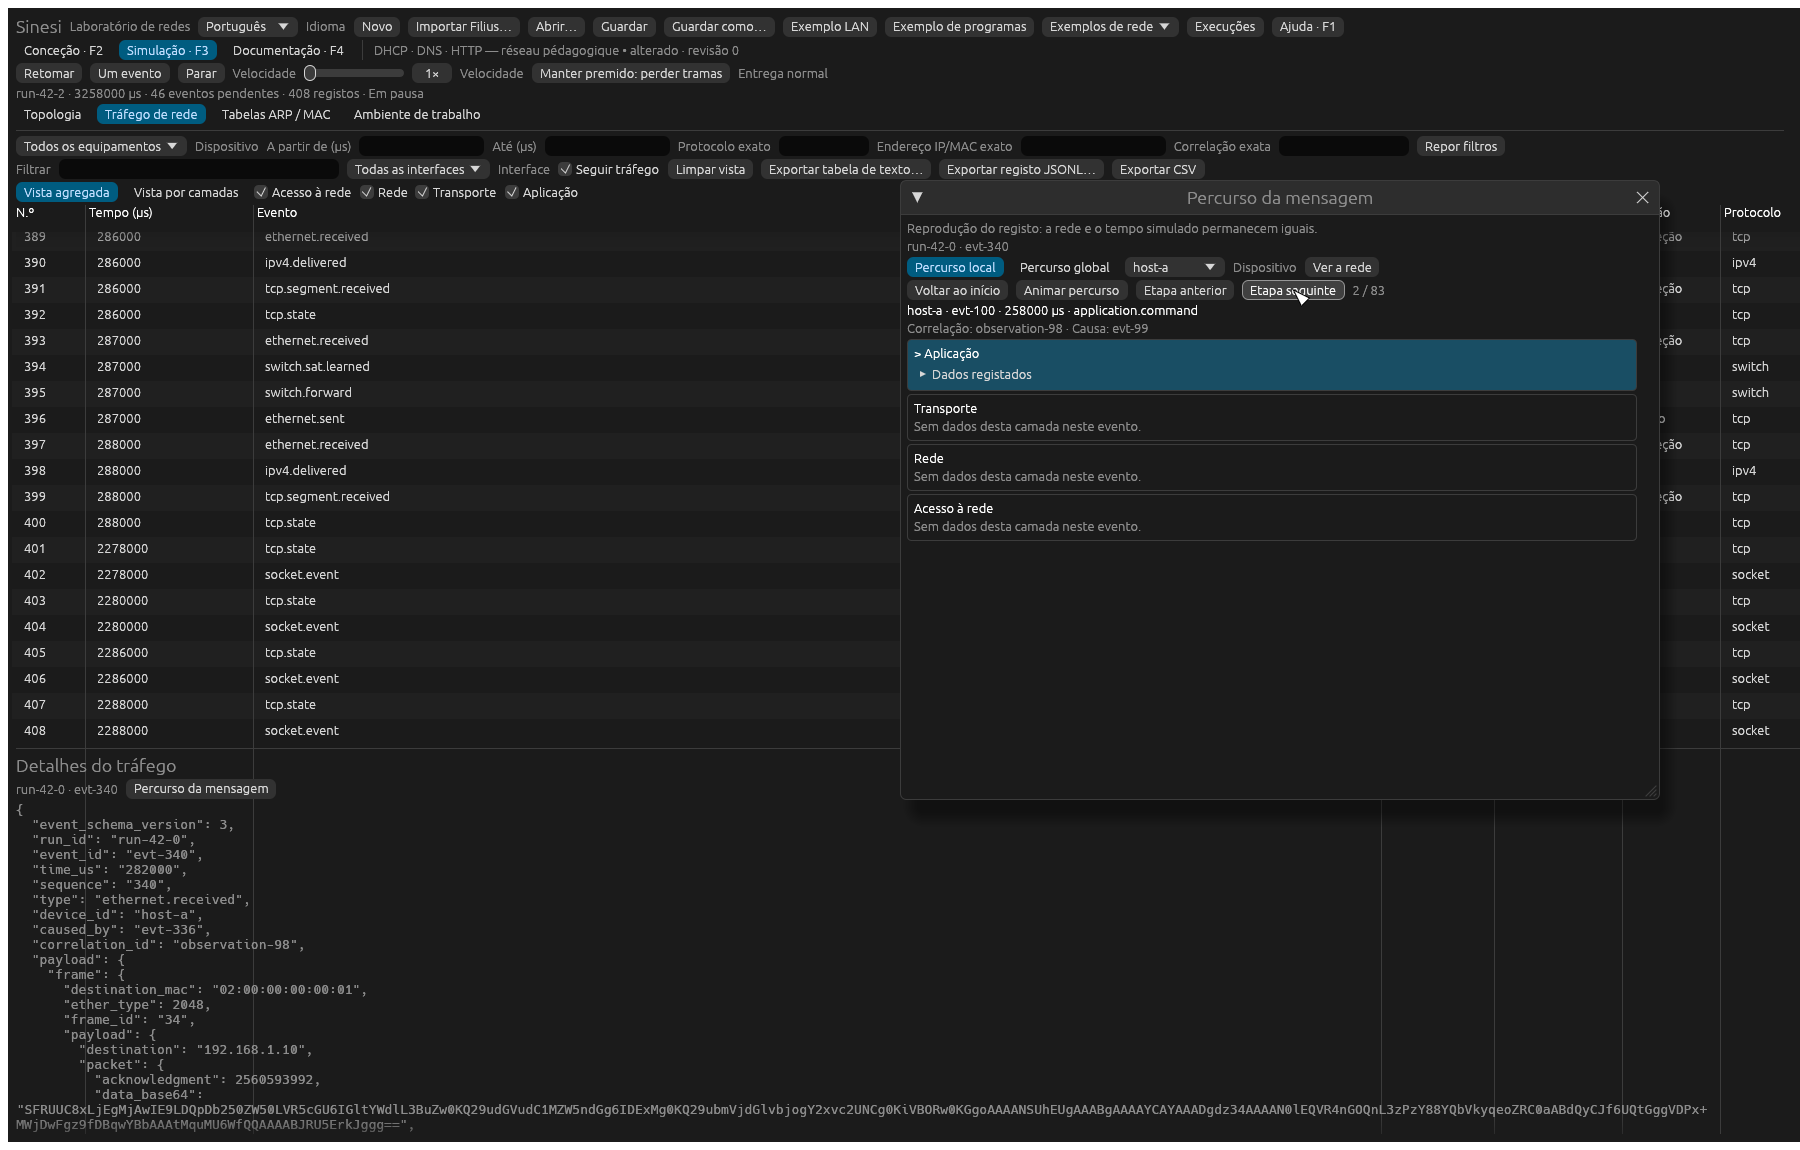 Sinesi Laboratório de redes Português Idioma Novo Importar Filius… Abrir… Guardar Guardar como… Exemplo LAN Exemplo de programas Exemplos de rede Execuções Ajuda · F1
Conceção · F2 Simulação · F3 Documentação · F4 DHCP · DNS · HTTP — réseau pédagogique • alterado · revisão 0
Retomar Um evento Parar Velocidade 1× Velocidade Manter premido: perder tramas Entrega normal
run-42-2 · 3258000 µs · 46 eventos pendentes · 408 registos · Em pausa
Topologia Tráfego de rede Tabelas ARP / MAC Ambiente de trabalho
Todos os equipamentos Dispositivo A partir de (µs) Até (µs) Protocolo exato Endereço IP/MAC exato Correlação exata Repor filtros
Filtrar Todas as interfaces Interface Seguir tráfego Limpar vista Exportar tabela de texto… Exportar registo JSONL… Exportar CSV
Vista agregada Vista por camadas Acesso à rede Rede Transporte Aplicação
N.º Tempo (µs) Evento ão Protocolo
389 286000 ethernet.received eção tcp
390 286000 ipv4.delivered ipv4
391 286000 tcp.segment.received eção tcp
392 286000 tcp.state tcp
393 287000 ethernet.received eção tcp
394 287000 switch.sat.learned switch
395 287000 switch.forward switch
396 287000 ethernet.sent o tcp
397 288000 ethernet.received eção tcp
398 288000 ipv4.delivered ipv4
399 288000 tcp.segment.received eção tcp
400 288000 tcp.state tcp
401 2278000 tcp.state tcp
402 2278000 socket.event socket
403 2280000 tcp.state tcp
404 2280000 socket.event socket
405 2286000 tcp.state tcp
406 2286000 socket.event socket
407 2288000 tcp.state tcp
408 2288000 socket.event socket
Percurso da mensagem
Reprodução do registo: a rede e o tempo simulado permanecem iguais.
run-42-0 · evt-340
Percurso local Percurso global host-a Dispositivo Ver a rede
Voltar ao início Animar percurso Etapa anterior Etapa seguinte 2 / 83
host-a · evt-100 · 258000 µs · application.command
Correlação: observation-98 · Causa: evt-99
> Aplicação
Dados registados
Transporte
Sem dados desta camada neste evento.
Rede
Sem dados desta camada neste evento.
Acesso à rede
Sem dados desta camada neste evento.
Detalhes do tráfego
run-42-0 · evt-340 Percurso da mensagem
{
"event_schema_version": 3,
"run_id": "run-42-0",
"event_id": "evt-340",
"time_us": "282000",
"sequence": "340",
"type": "ethernet.received",
"device_id": "host-a",
"caused_by": "evt-336",
"correlation_id": "observation-98",
"payload": {
"frame": {
"destination_mac": "02:00:00:00:00:01",
"ether_type": 2048,
"frame_id": "34",
"payload": {
"destination": "192.168.1.10",
"packet": {
"acknowledgment": 2560593992,
"data_base64":